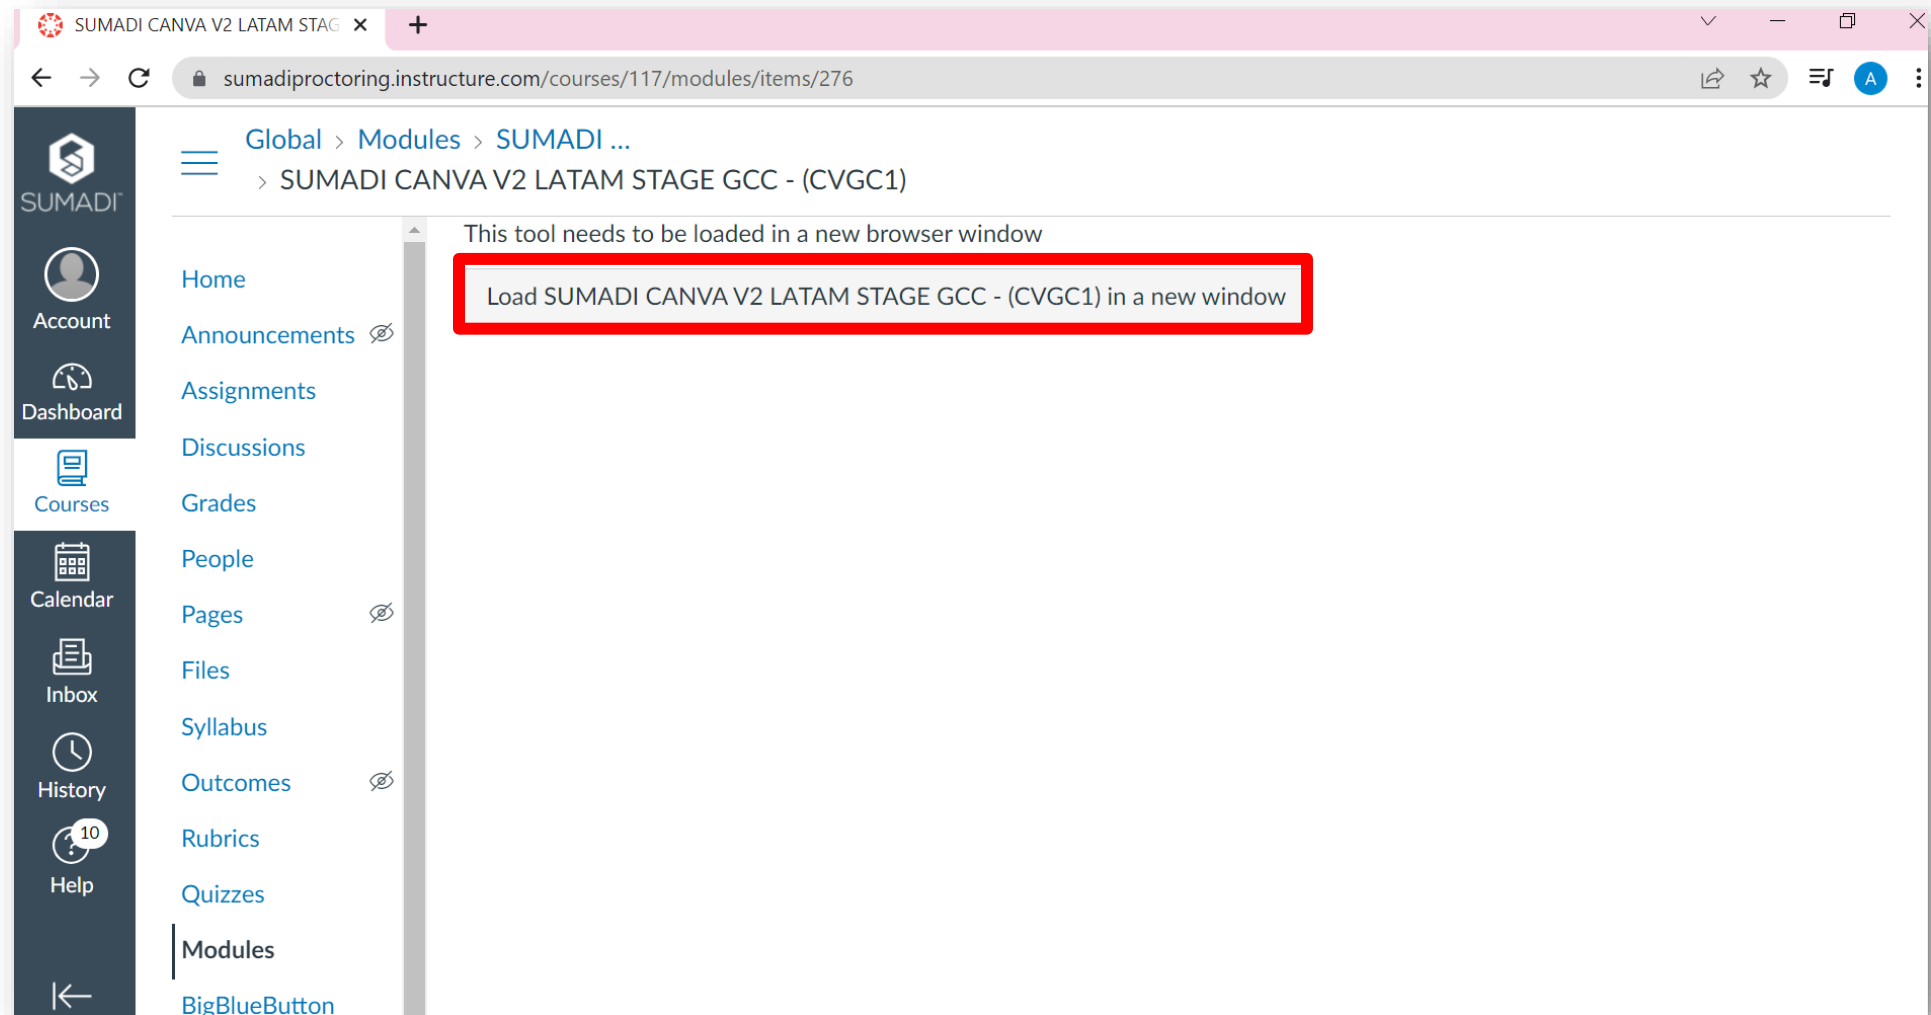 SUMADI CANVA V2 LATAM STAG
sumadiproctoring.instructure.com/courses/117/modules/items/276
A
SUMADI
Account
Dashboard
Courses
Calendar
Inbox
History
10
Help
Global > Modules > SUMADI ...
> SUMADI CANVA V2 LATAM STAGE GCC - (CVGC1)
Home
Announcements
Assignments
Discussions
Grades
People
Pages
Files
Syllabus
Outcomes
Rubrics
Quizzes
Modules
BigBlueButton
This tool needs to be loaded in a new browser window
Load SUMADI CANVA V2 LATAM STAGE GCC - (CVGC1) in a new window